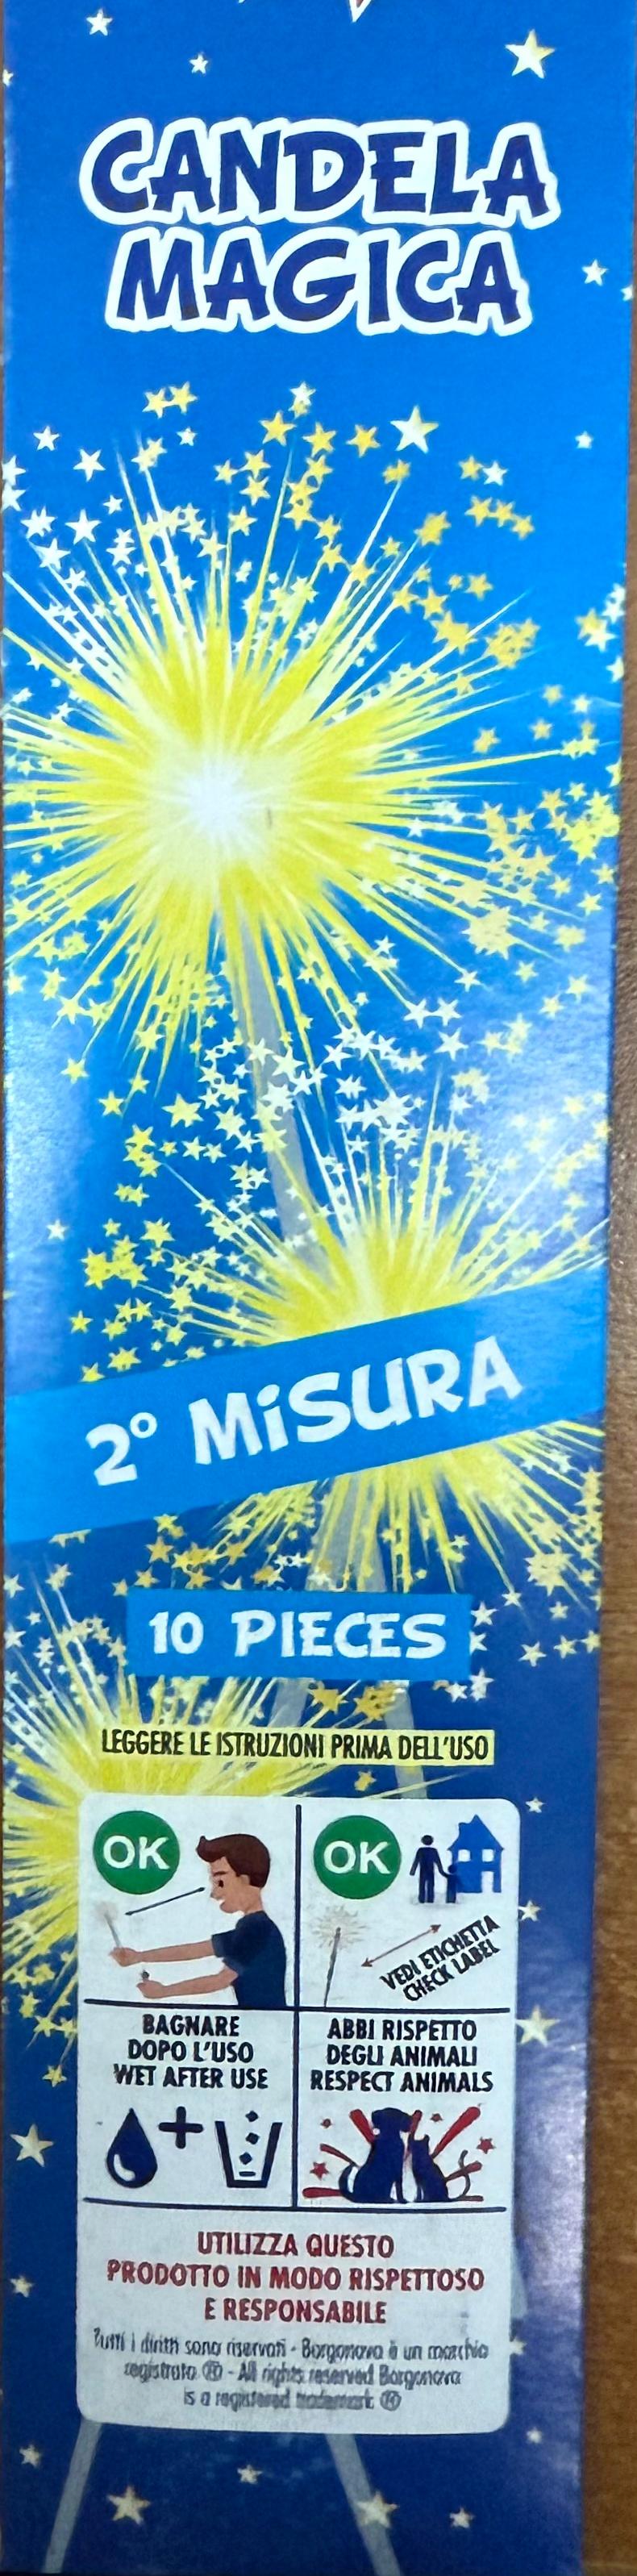 CANDELA
MAGICA
2° MiSURA
10 PIECES
LEGGERE LE ISTRUZIONI PRIMA DELL'USO
OK
OK
VEDI ETICHETTA
CHECK LABEL
BAGNARE
DOPO L'USO
WET AFTER USE
ABBI RISPETTO
DEGLI ANIMALI
RESPECT ANIMALS
UTILIZZA QUESTO
PRODOTTO IN MODO RISPETTOSO
E RESPONSABILE
Tutti i diritti sono riservati - Borgonova è un marchio
registrato ® - All rights reserved Borgonova
is a registered trademark ®